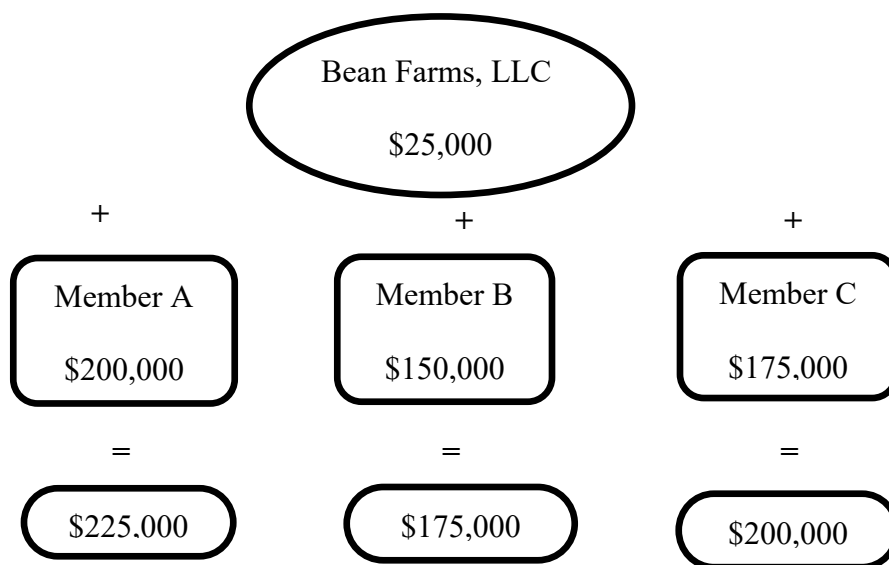 Bean Farms, LLC
$25,000
+ + +
Member A Member B Member C
$200,000 $150,000 $175,000
= = =
$225,000 $175,000 $200,000